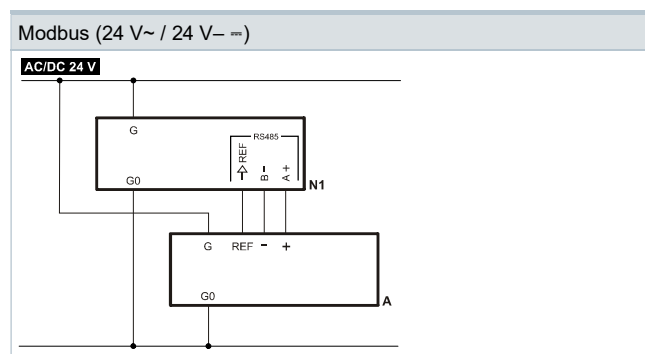 Modbus (24 V~ / 24 V– ⎓)
AC/DC 24 V
G
RS485
REF
B -
A +
G0
N1
G REF - +
G0
A